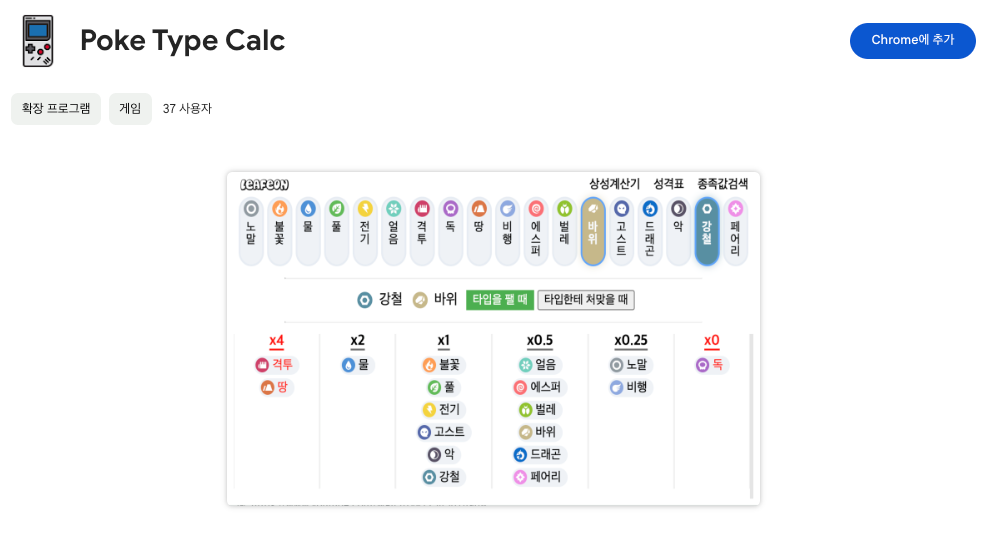 Poke Type Calc
Chrome에 추가
확장 프로그램 게임 37 사용자
LEAFEON 상성계산기 성격표 종족값검색
노말 불꽃 물 풀 전기 얼음 격투 독 땅 비행 에스퍼 벌레 바위 고스트 드래곤 악 강철 페어리
강철 바위 타입을 팰 때 타입한테 처맞을 때
x4 x2 x1 x0.5 x0.25 x0
격투 물 불꽃 얼음 노말 독
땅 풀 에스퍼 비행
전기 벌레
고스트 바위
악 드래곤
강철 페어리